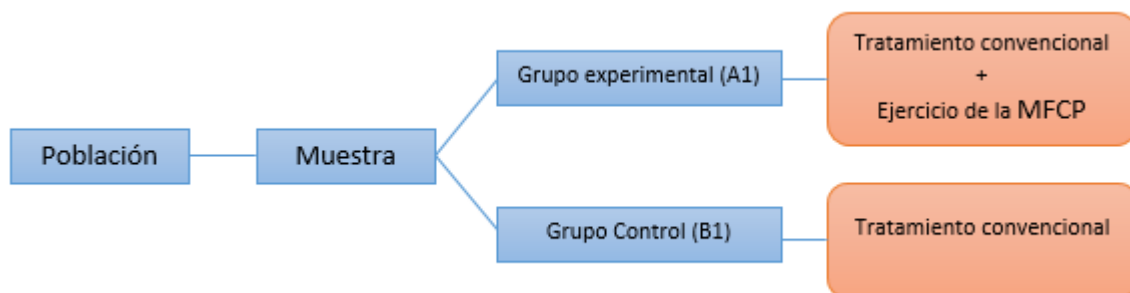 Población
Muestra
Grupo experimental (A1)
Tratamiento convencional
+
Ejercicio de la MFCP
Grupo Control (B1)
Tratamiento convencional